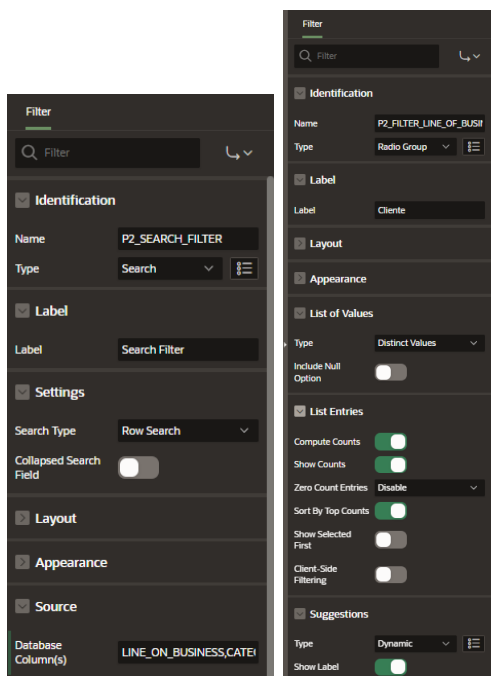 Filter
Filter
Identification
Name P2_SEARCH_FILTER
Type Search
Label
Label Search Filter
Settings
Search Type Row Search
Collapsed Search
Field
Layout
Appearance
Source
Database
Column(s) LINE_ON_BUSINESS,CATE
Filter
Filter
Identification
Name P2_FILTER_LINE_OF_BUSI
Type Radio Group
Label
Label Cliente
Layout
Appearance
List of Values
Type Distinct Values
Include Null
Option
List Entries
Compute Counts
Show Counts
Zero Count Entries Disable
Sort By Top Counts
Show Selected
First
Client-Side
Filtering
Suggestions
Type Dynamic
Show Label